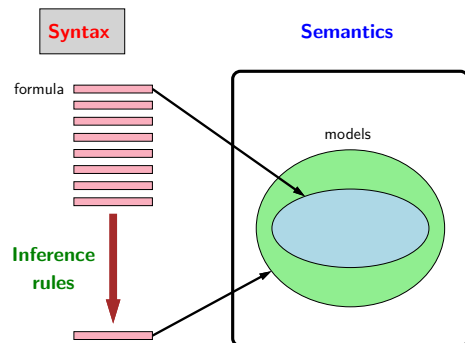 Syntax
Semantics
formula
models
Inference
rules